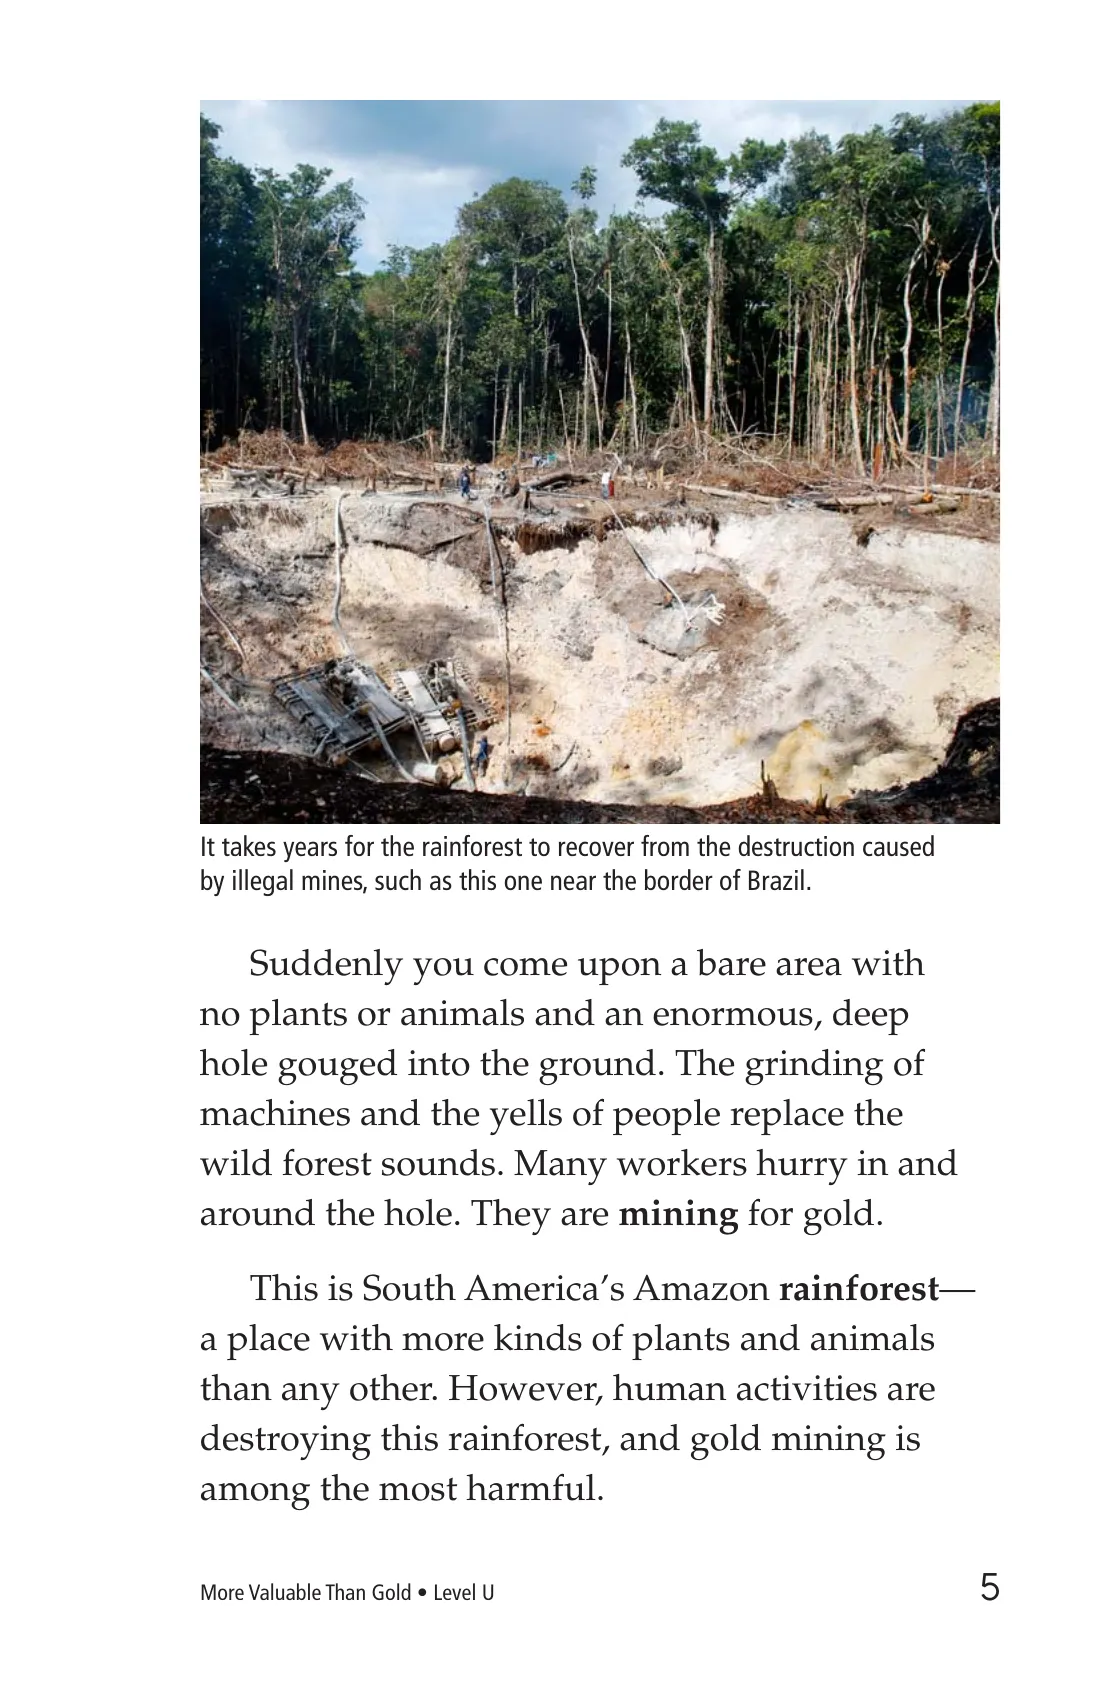 It takes years for the rainforest to recover from the destruction caused
by illegal mines, such as this one near the border of Brazil.
Suddenly you come upon a bare area with
no plants or animals and an enormous, deep
hole gouged into the ground. The grinding of
machines and the yells of people replace the
wild forest sounds. Many workers hurry in and
around the hole. They are mining for gold.
This is South America’s Amazon rainforest—
a place with more kinds of plants and animals
than any other. However, human activities are
destroying this rainforest, and gold mining is
among the most harmful.
More Valuable Than Gold • Level U
5